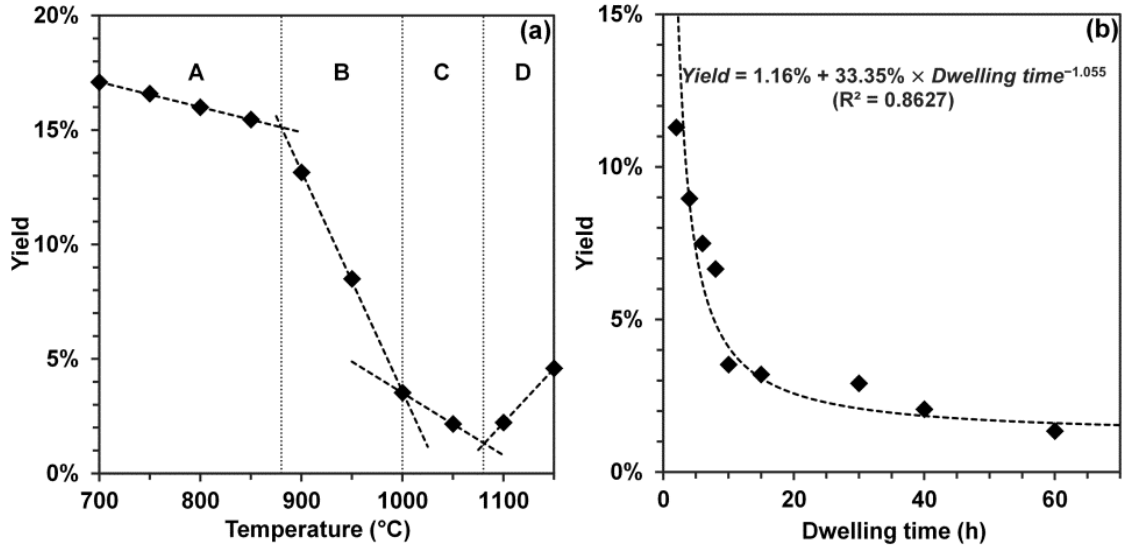 (a)
A B C D
Yield
20%
15%
10%
5%
0%
700 800 900 1000 1100
Temperature (°C)
(b)
Yield = 1.16% + 33.35% × Dwelling time⁻¹·⁰⁵⁵
(R² = 0.8627)
Yield
15%
10%
5%
0%
0 20 40 60
Dwelling time (h)